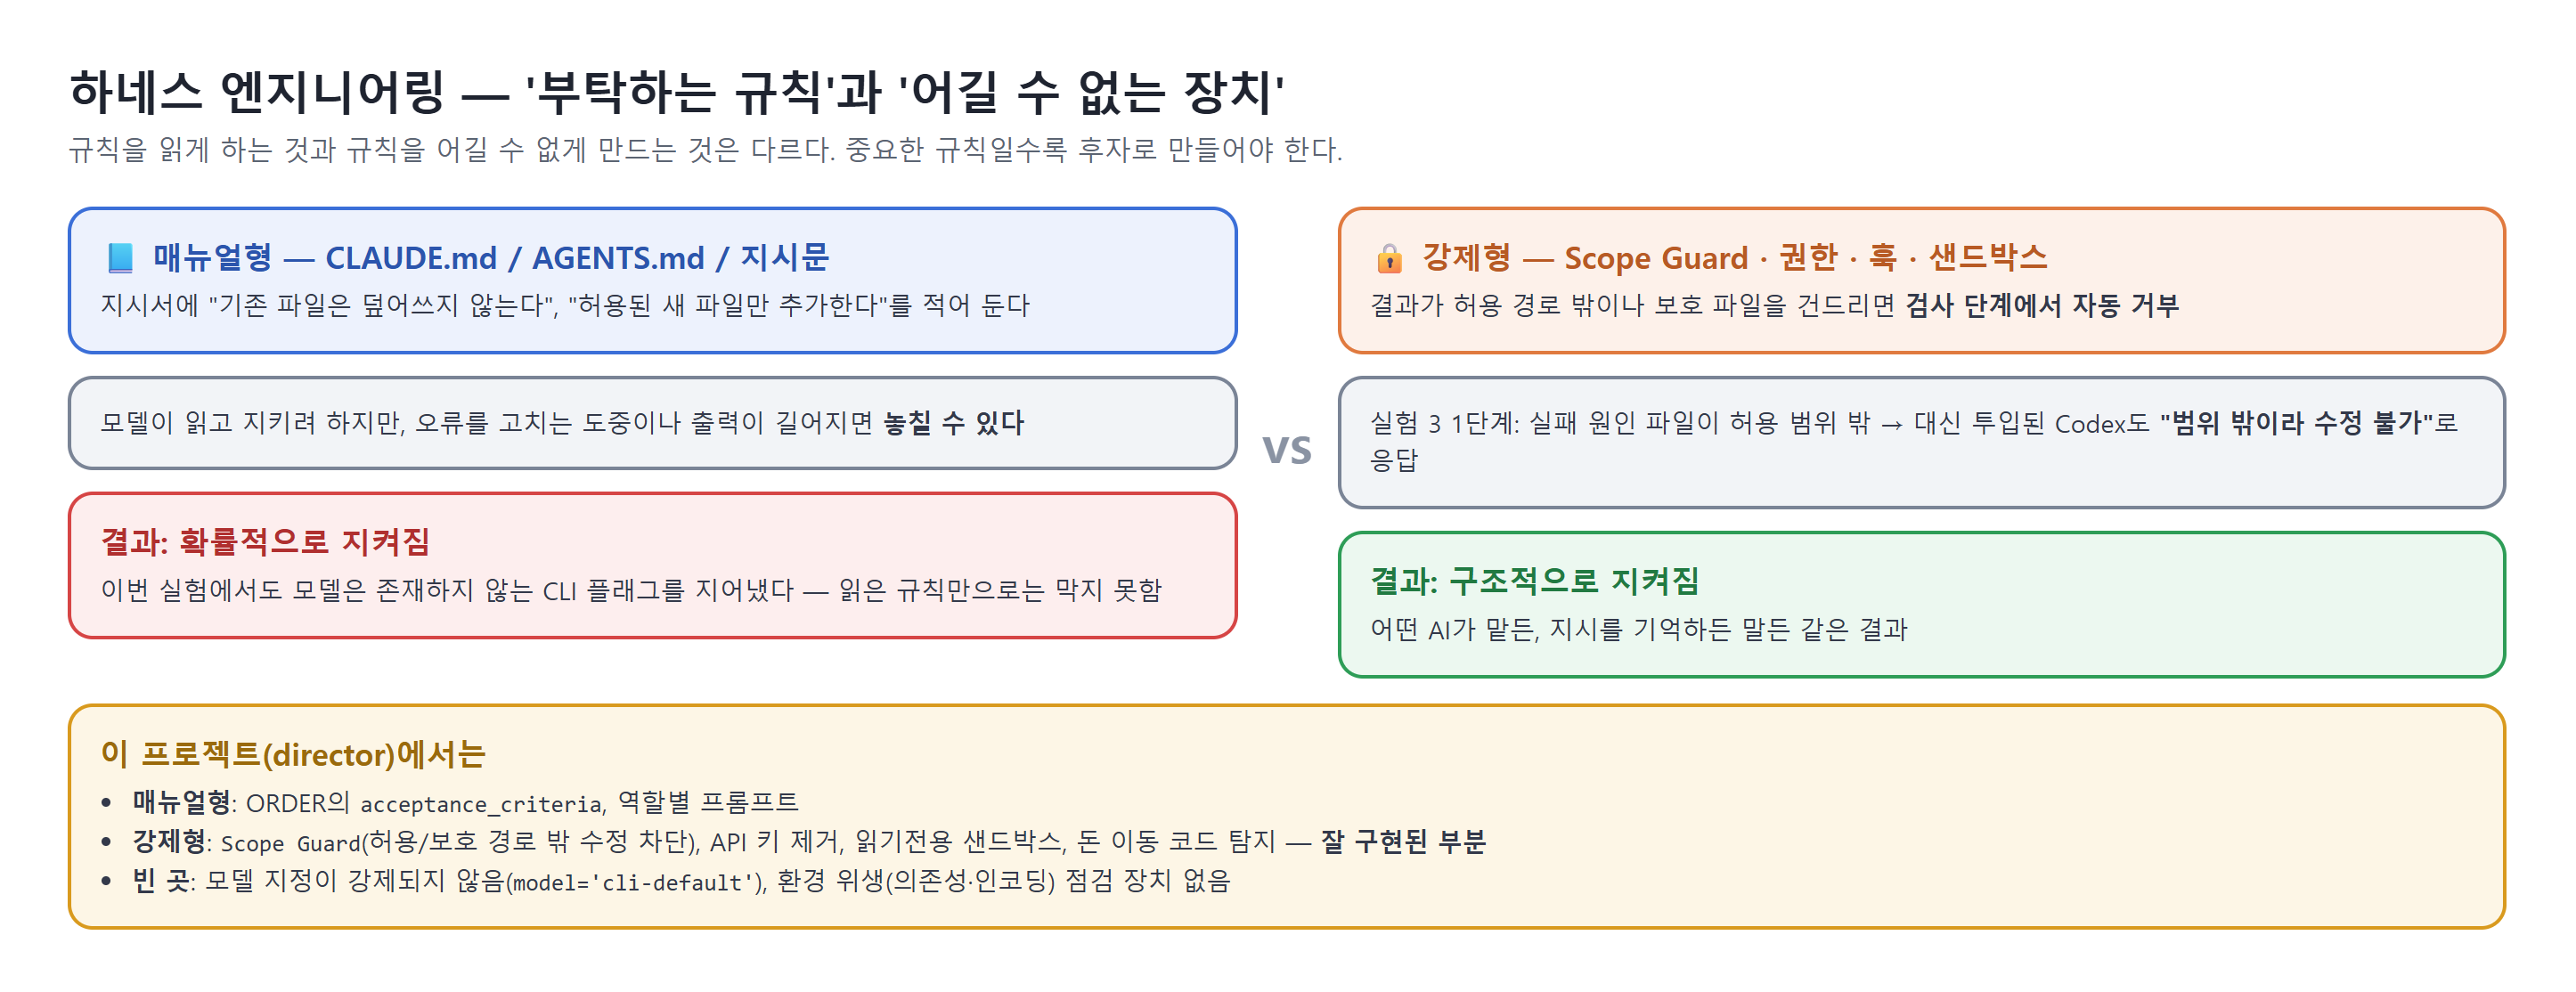 하네스 엔지니어링 — '부탁하는 규칙'과 '어길 수 없는 장치'
규칙을 읽게 하는 것과 규칙을 어길 수 없게 만드는 것은 다르다. 중요한 규칙일수록 후자로 만들어야 한다.
📘 매뉴얼형 — CLAUDE.md / AGENTS.md / 지시문
지시서에 "기존 파일은 덮어쓰지 않는다", "허용된 새 파일만 추가한다"를 적어 둔다
모델이 읽고 지키려 하지만, 오류를 고치는 도중이나 출력이 길어지면 놓칠 수 있다
결과: 확률적으로 지켜짐
이번 실험에서도 모델은 존재하지 않는 CLI 플래그를 지어냈다 — 읽은 규칙만으로는 막지 못함
vs
🔒 강제형 — Scope Guard · 권한 · 훅 · 샌드박스
결과가 허용 경로 밖이나 보호 파일을 건드리면 검사 단계에서 자동 거부
실험 3 1단계: 실패 원인 파일이 허용 범위 밖 → 대신 투입된 Codex도 "범위 밖이라 수정 불가"로
응답
결과: 구조적으로 지켜짐
어떤 AI가 맡든, 지시를 기억하든 말든 같은 결과
이 프로젝트(director)에서는
• 매뉴얼형: ORDER의 acceptance_criteria, 역할별 프롬프트
• 강제형: Scope Guard(허용/보호 경로 밖 수정 차단), API 키 제거, 읽기전용 샌드박스, 돈 이동 코드 탐지 — 잘 구현된 부분
• 빈 곳: 모델 지정이 강제되지 않음(model='cli-default'), 환경 위생(의존성·인코딩) 점검 장치 없음